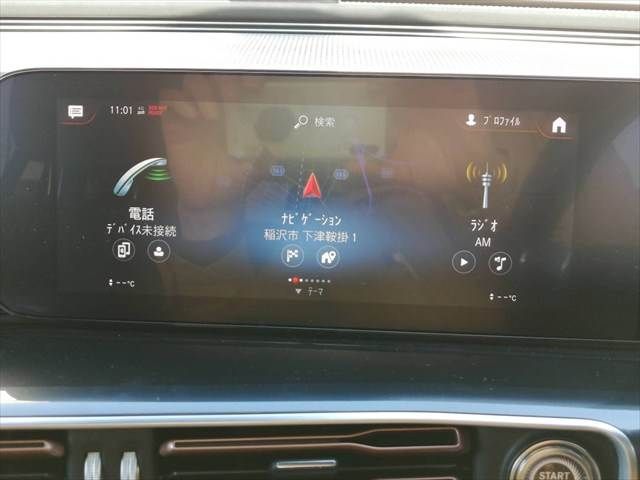 11:01
検索
プロファイル
電話
デバイス未接続
ナビゲーション
稲沢市 下津鞍掛 1
ラジオ
AM
--°C
テーマ
--°C
START